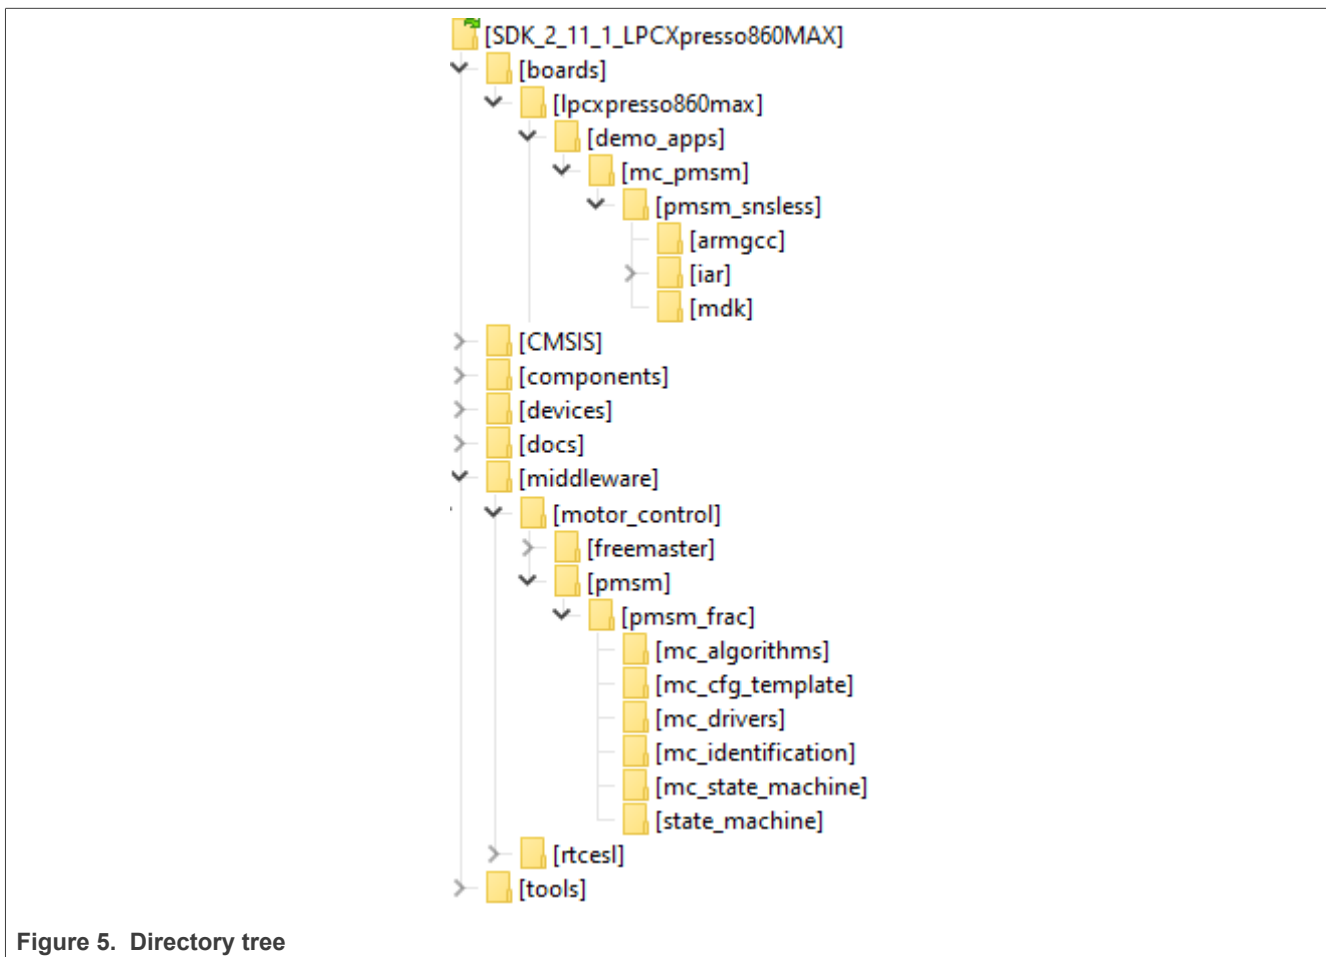 [SDK_2_11_1_LPCXpresso860MAX]
[boards]
[lpcxpresso860max]
[demo_apps]
[mc_pmsm]
[pmsm_snsless]
[armgcc]
[iar]
[mdk]
[CMSIS]
[components]
[devices]
[docs]
[middleware]
[motor_control]
[freemaster]
[pmsm]
[pmsm_frac]
[mc_algorithms]
[mc_cfg_template]
[mc_drivers]
[mc_identification]
[mc_state_machine]
[state_machine]
[rtcesl]
[tools]
Figure 5. Directory tree